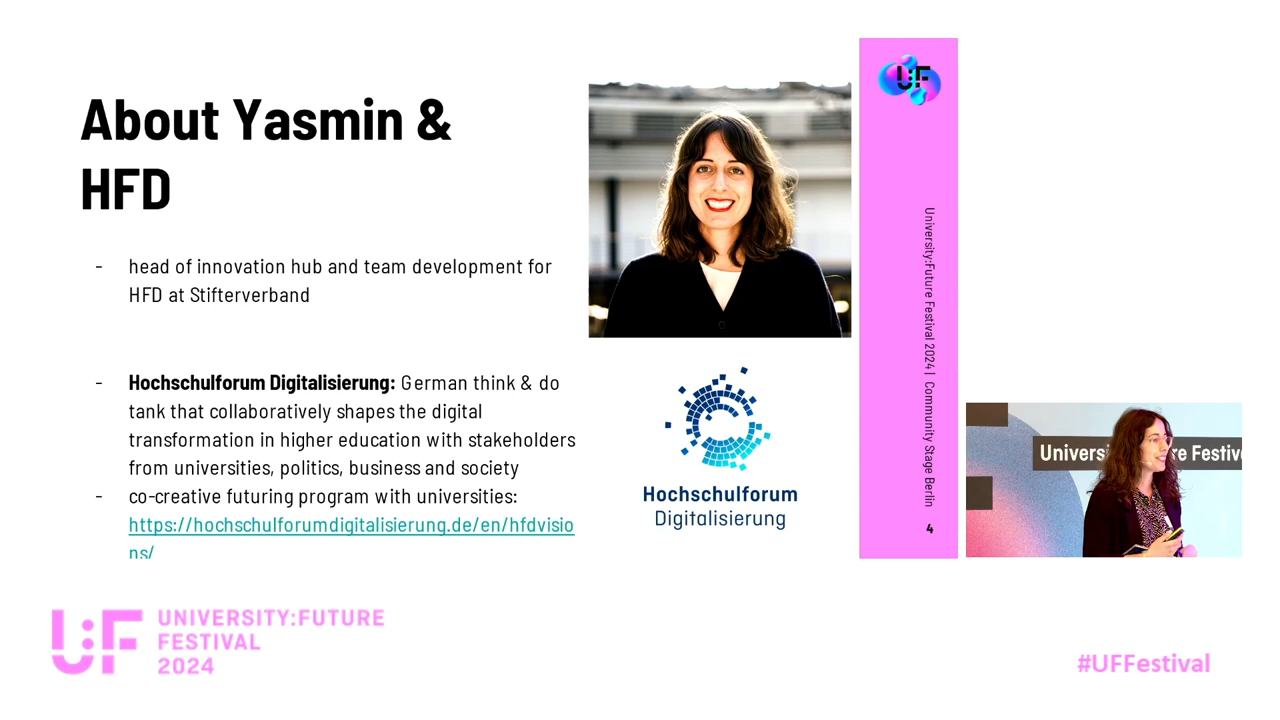 About Yasmin &
HFD
- head of innovation hub and team development for
HFD at Stifterverband
- Hochschulforum Digitalisierung: German think & do
tank that collaboratively shapes the digital
transformation in higher education with stakeholders
from universities, politics, business and society
- co-creative futuring program with universities:
https://hochschulforumdigitalisierung.de/en/hfdvisio
ns/
Hochschulforum
Digitalisierung
U:F
University:Future Festival 2024 | Community Stage Berlin
4
Universi re Festiv
U:F
UNIVERSITY:FUTURE
FESTIVAL
2024
#UFFestival